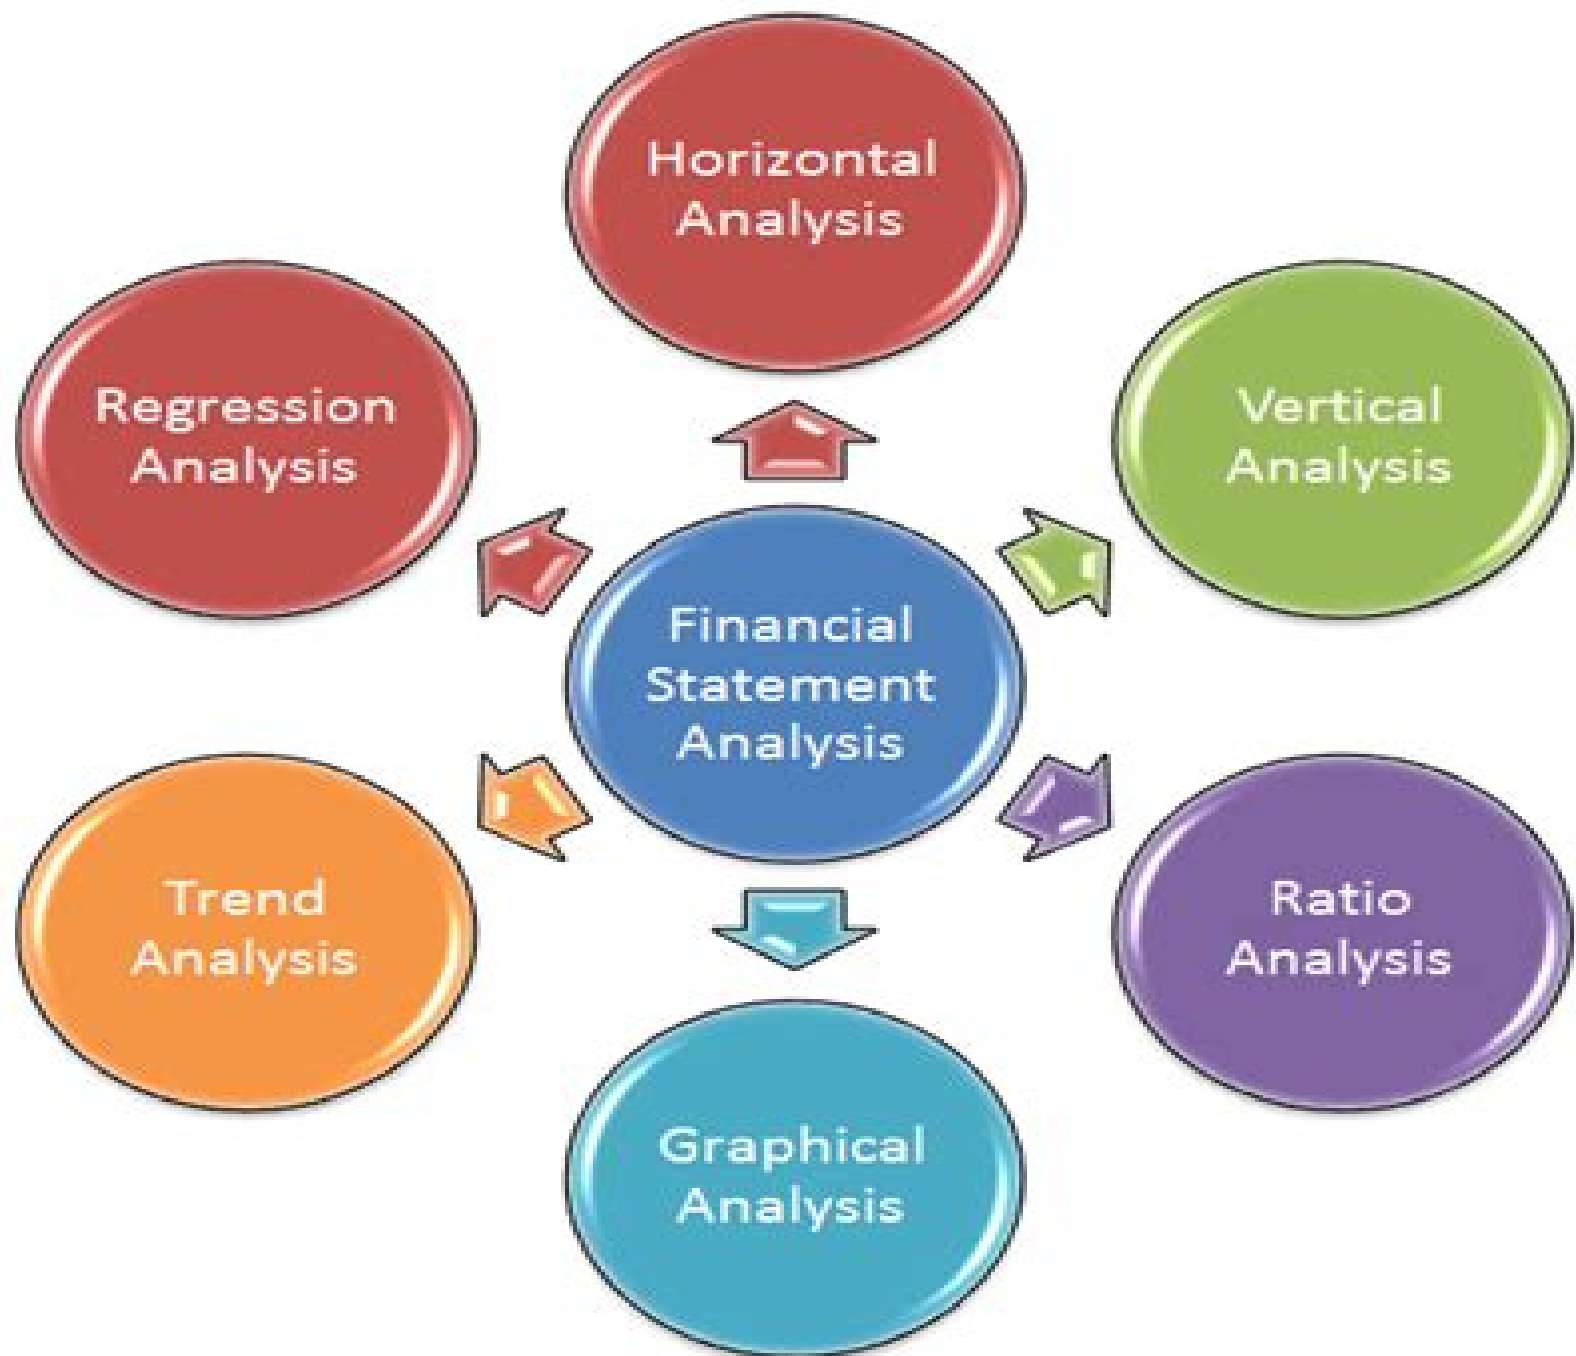 Horizontal
Analysis
Regression
Analysis
Vertical
Analysis
Financial
Statement
Analysis
Trend
Analysis
Ratio
Analysis
Graphical
Analysis